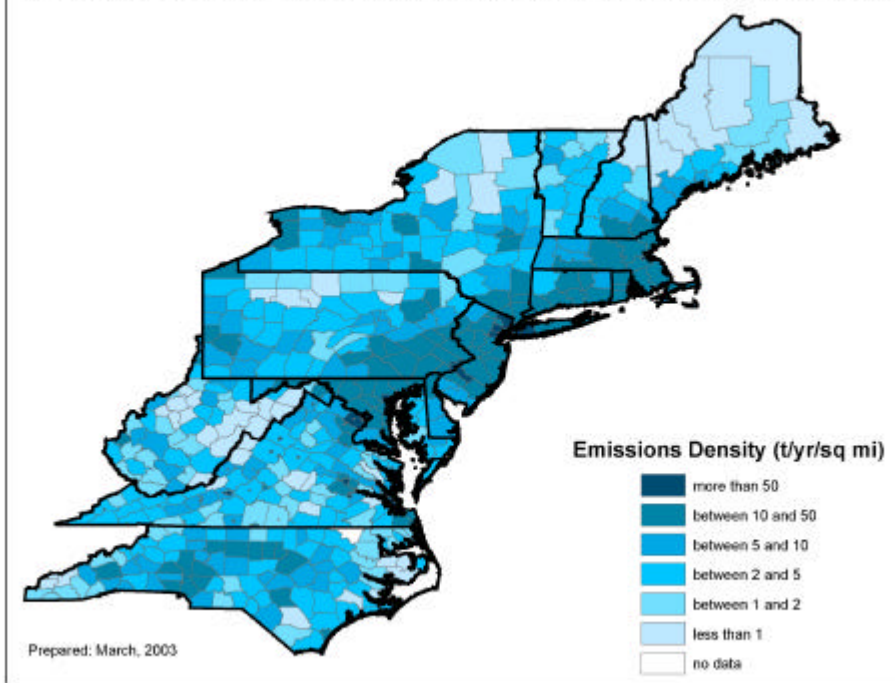 Emissions Density (t/yr/sq mi)
more than 50
between 10 and 50
between 5 and 10
between 2 and 5
between 1 and 2
less than 1
no data
Prepared: March, 2003